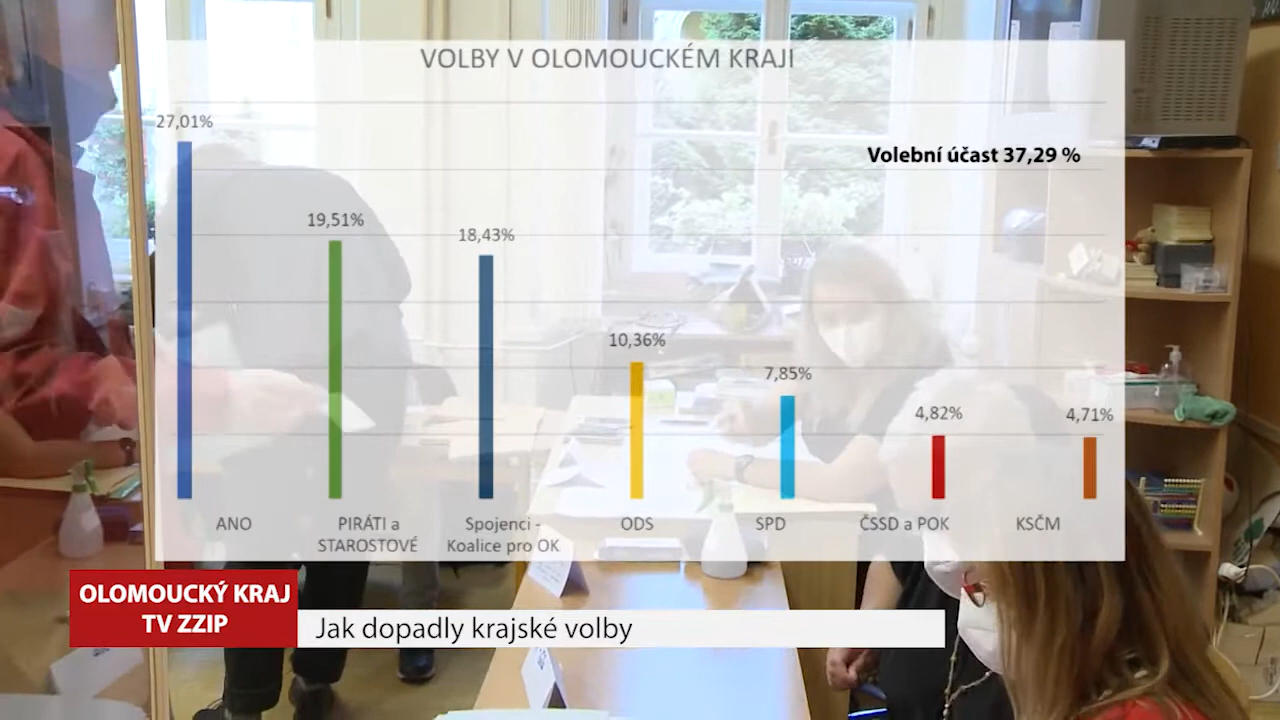 VOLBY V OLOMOUCKÉM KRAJI
27,01%
Volební účast 37,29 %
19,51%
18,43%
10,36%
7,85%
4,82%
4,71%
ANO
PIRÁTI a
STAROSTOVÉ
Spojenci -
Koalice pro OK
ODS
SPD
ČSSD a POK
KSČM
OLOMOUCKÝ KRAJ
TV ZZIP
Jak dopadly krajské volby